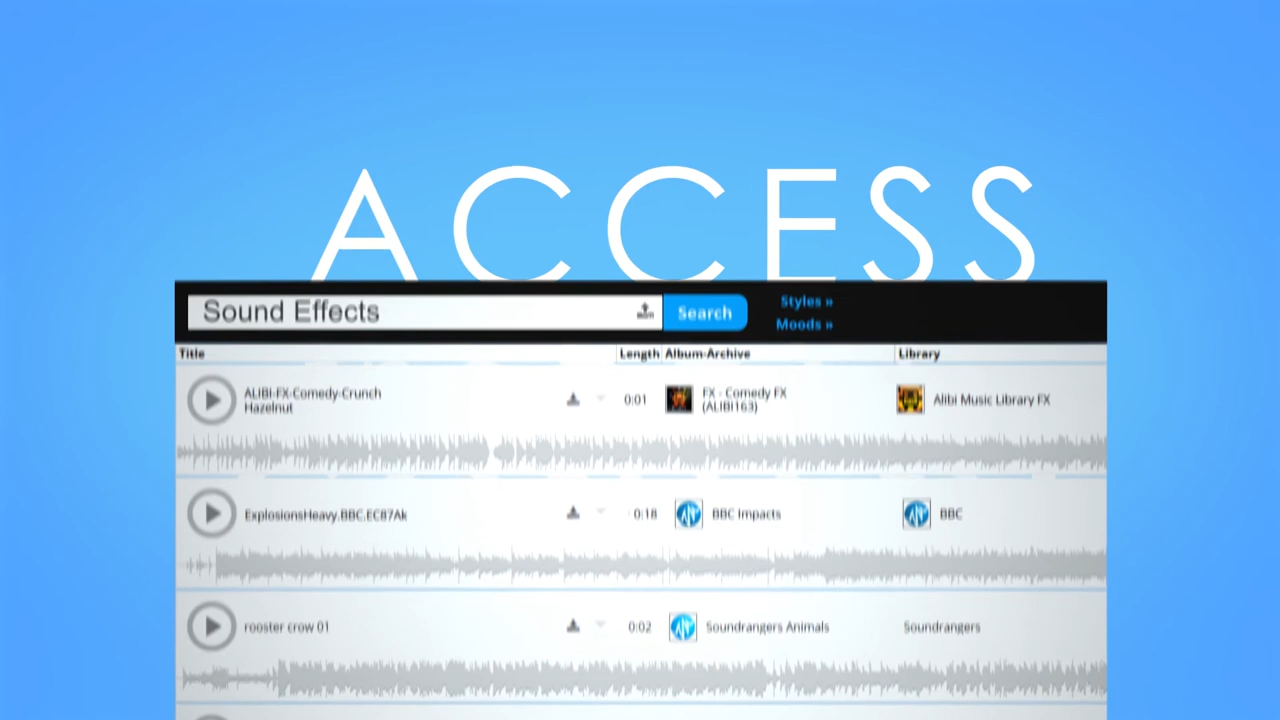 ACCESS
Sound Effects
Search
Styles »
Moods »
Title Length Album-Archive Library
ALIBI-FX-Comedy-Crunch
Hazelnut
0:01
FX - Comedy FX
(ALIBI163)
Alibi Music Library FX
ExplosionsHeavy.BBC.EC87Ak
0:18
BBC Impacts
BBC
rooster crow 01
0:02
Soundrangers Animals
Soundrangers